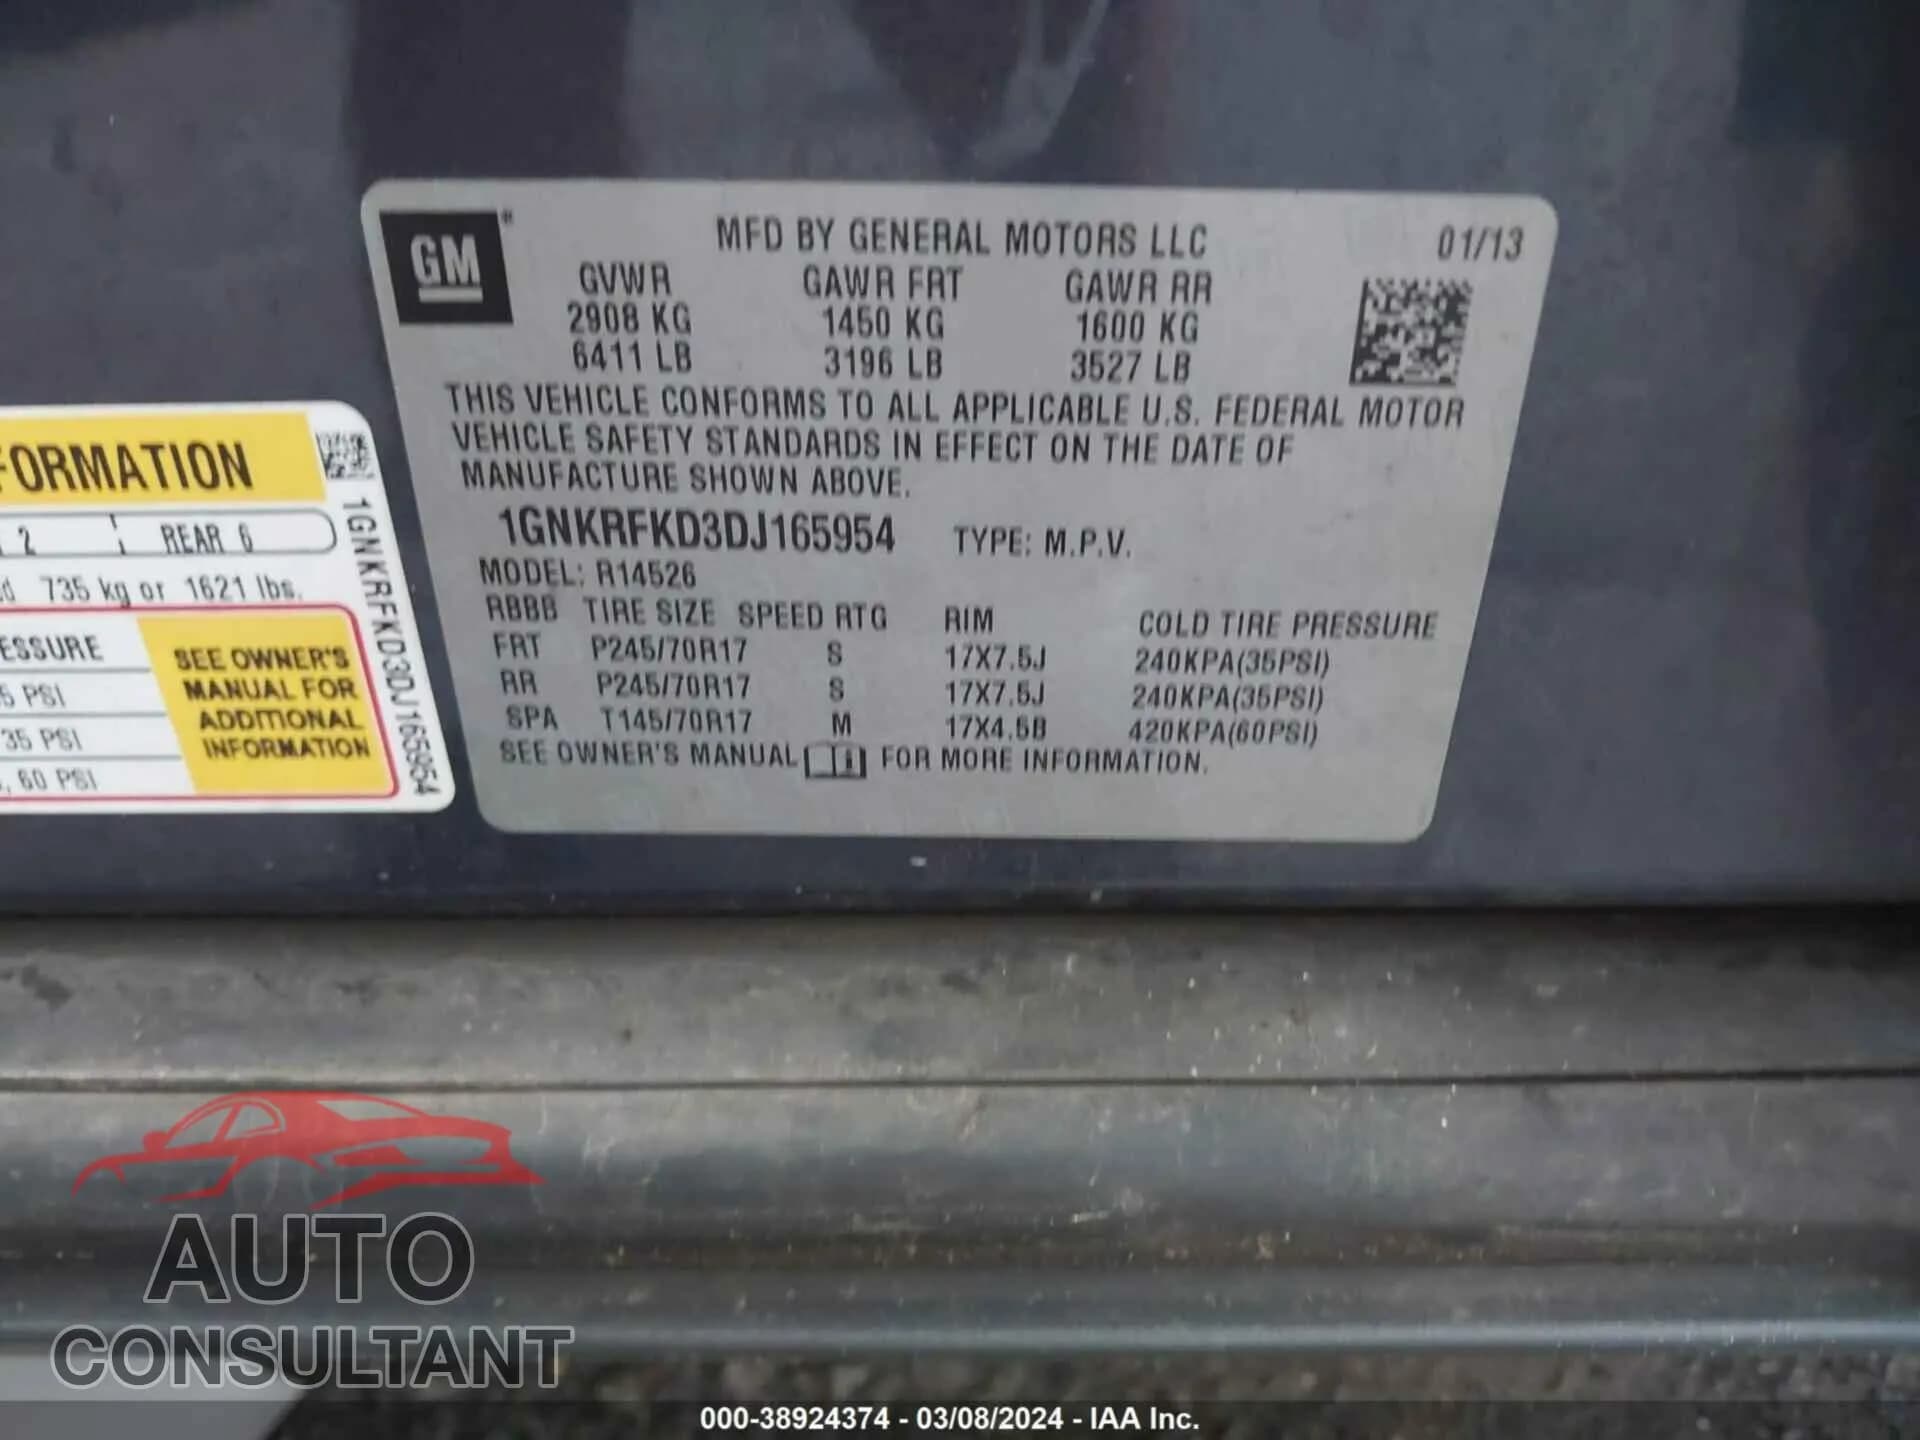 GM
MFD BY GENERAL MOTORS LLC 01/13
GVWR GAWR FRT GAWR RR
2908 KG 1450 KG 1600 KG
6411 LB 3196 LB 3527 LB
THIS VEHICLE CONFORMS TO ALL APPLICABLE U.S. FEDERAL MOTOR
VEHICLE SAFETY STANDARDS IN EFFECT ON THE DATE OF
MANUFACTURE SHOWN ABOVE.
1GNKRFKD3DJ165954 TYPE: M.P.V.
MODEL: R14526
RBBB TIRE SIZE SPEED RTG RIM COLD TIRE PRESSURE
FRT P245/70R17 S 17X7.5J 240KPA(35PSI)
RR P245/70R17 S 17X7.5J 240KPA(35PSI)
SPA T145/70R17 M 17X4.5B 420KPA(60PSI)
SEE OWNER'S MANUAL FOR MORE INFORMATION.
FORMATION
2 REAR 6
735 kg or 1621 lbs.
ESSURE
5 PSI
35 PSI
, 60 PSI
SEE OWNER'S
MANUAL FOR
ADDITIONAL
INFORMATION
1GNKRFKD3DJ165954
AUTO
CONSULTANT
000-38924374 - 03/08/2024 - IAA Inc.